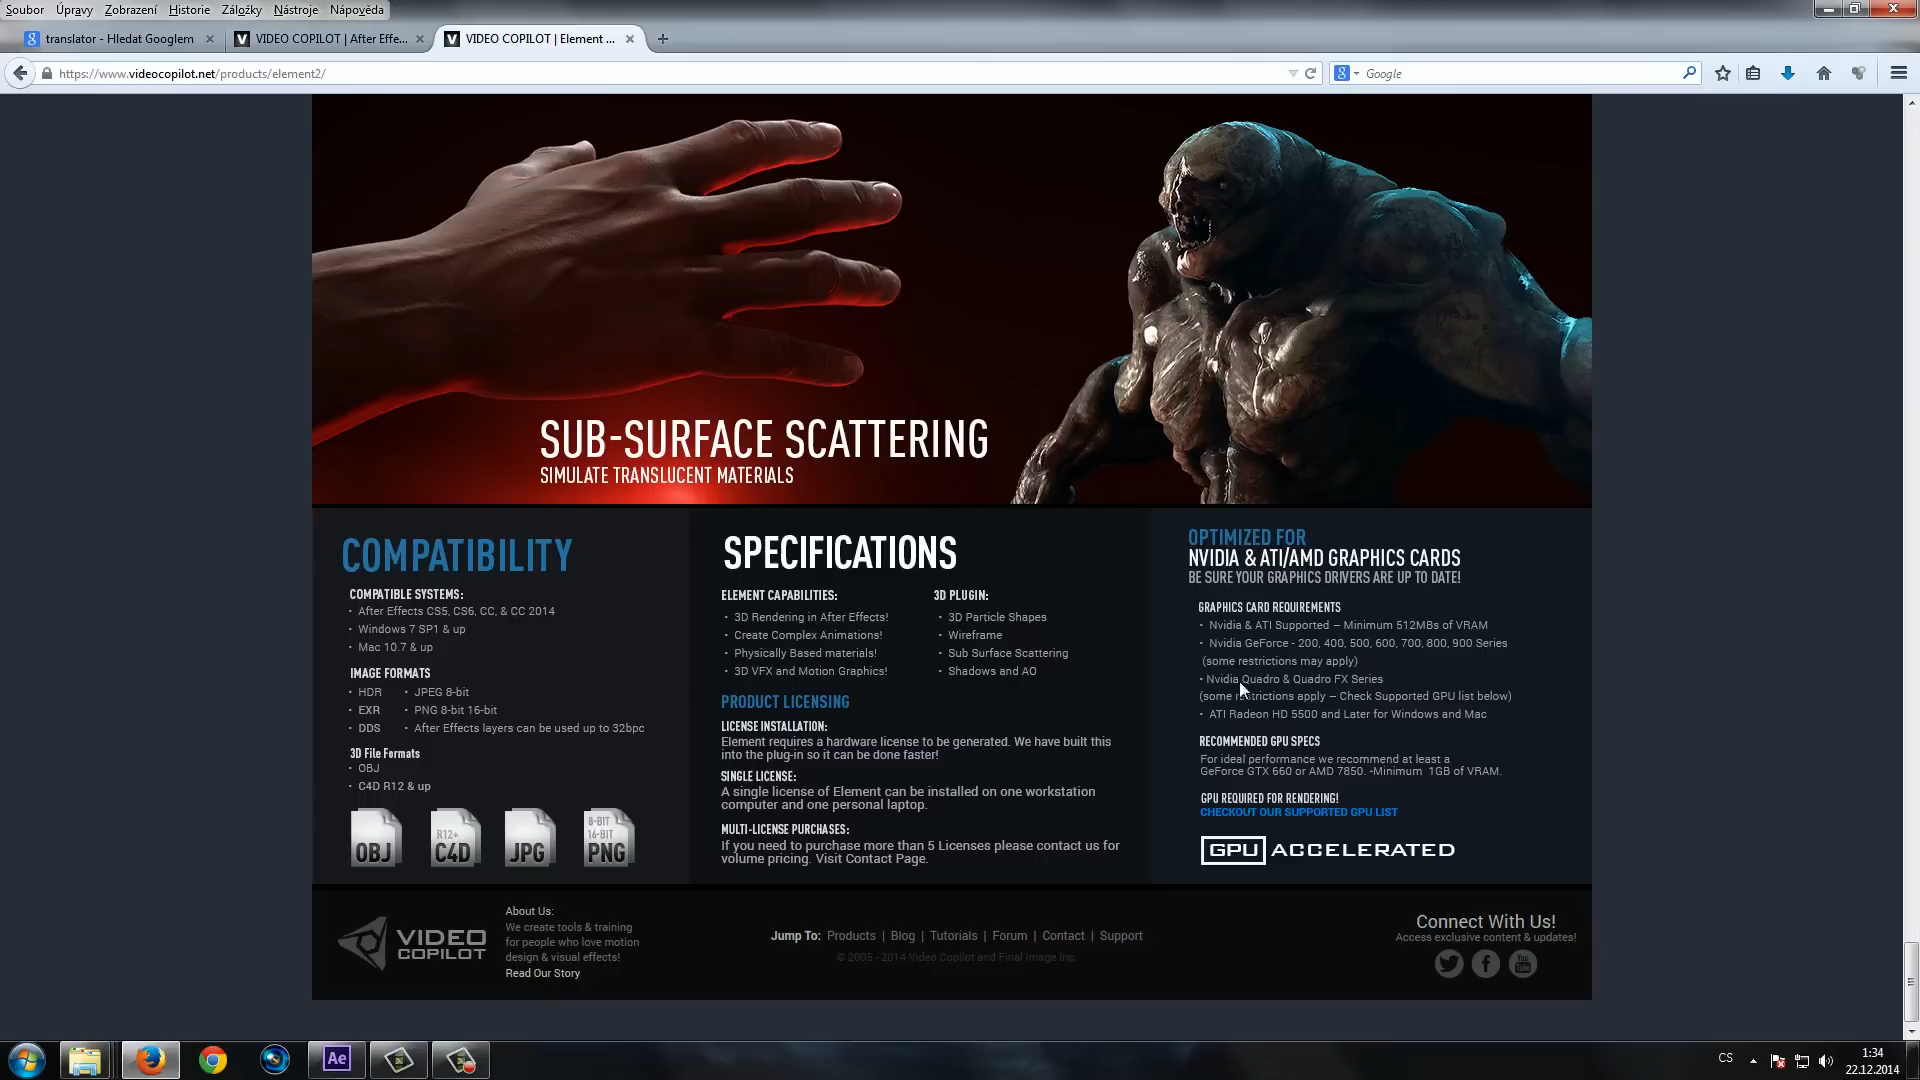 Soubor Úpravy Zobrazení Historie Záložky Nástroje Nápověda
translator - Hledat Googlem
VIDEO COPILOT | After Effe...
VIDEO COPILOT | Element ...
https://www.videocopilot.net/products/element2/
Google
SUB-SURFACE SCATTERING
SIMULATE TRANSLUCENT MATERIALS
COMPATIBILITY
COMPATIBLE SYSTEMS:
• After Effects CS5, CS6, CC, & CC 2014
• Windows 7 SP1 & up
• Mac 10.7 & up
IMAGE FORMATS
• HDR • JPEG 8-bit
• EXR • PNG 8-bit 16-bit
• DDS • After Effects layers can be used up to 32bpc
3D File Formats
• OBJ
• C4D R12 & up
OBJ
R12+
C4D
JPG
8-BIT
16-BIT
PNG
SPECIFICATIONS
ELEMENT CAPABILITIES:
• 3D Rendering in After Effects!
• Create Complex Animations!
• Physically Based materials!
• 3D VFX and Motion Graphics!
3D PLUGIN:
• 3D Particle Shapes
• Wireframe
• Sub Surface Scattering
• Shadows and AO
PRODUCT LICENSING
LICENSE INSTALLATION:
Element requires a hardware license to be generated. We have built this
into the plug-in so it can be done faster!
SINGLE LICENSE:
A single license of Element can be installed on one workstation
computer and one personal laptop.
MULTI-LICENSE PURCHASES:
If you need to purchase more than 5 Licenses please contact us for
volume pricing. Visit Contact Page.
OPTIMIZED FOR
NVIDIA & ATI/AMD GRAPHICS CARDS
BE SURE YOUR GRAPHICS DRIVERS ARE UP TO DATE!
GRAPHICS CARD REQUIREMENTS
• Nvidia & ATI Supported – Minimum 512MBs of VRAM
• Nvidia GeForce - 200, 400, 500, 600, 700, 800, 900 Series
(some restrictions may apply)
• Nvidia Quadro & Quadro FX Series
(some restrictions apply – Check Supported GPU list below)
• ATI Radeon HD 5500 and Later for Windows and Mac
RECOMMENDED GPU SPECS
For ideal performance we recommend at least a
GeForce GTX 660 or AMD 7850. -Minimum 1GB of VRAM.
GPU REQUIRED FOR RENDERING!
CHECKOUT OUR SUPPORTED GPU LIST
GPU ACCELERATED
VIDEO
COPILOT
About Us:
We create tools & training
for people who love motion
design & visual effects!
Read Our Story
Jump To: Products | Blog | Tutorials | Forum | Contact | Support
© 2005 - 2014 Video Copilot and Final Image Inc.
Connect With Us!
Access exclusive content & updates!
You
Tube
Ae
CS
1:34
22.12.2014